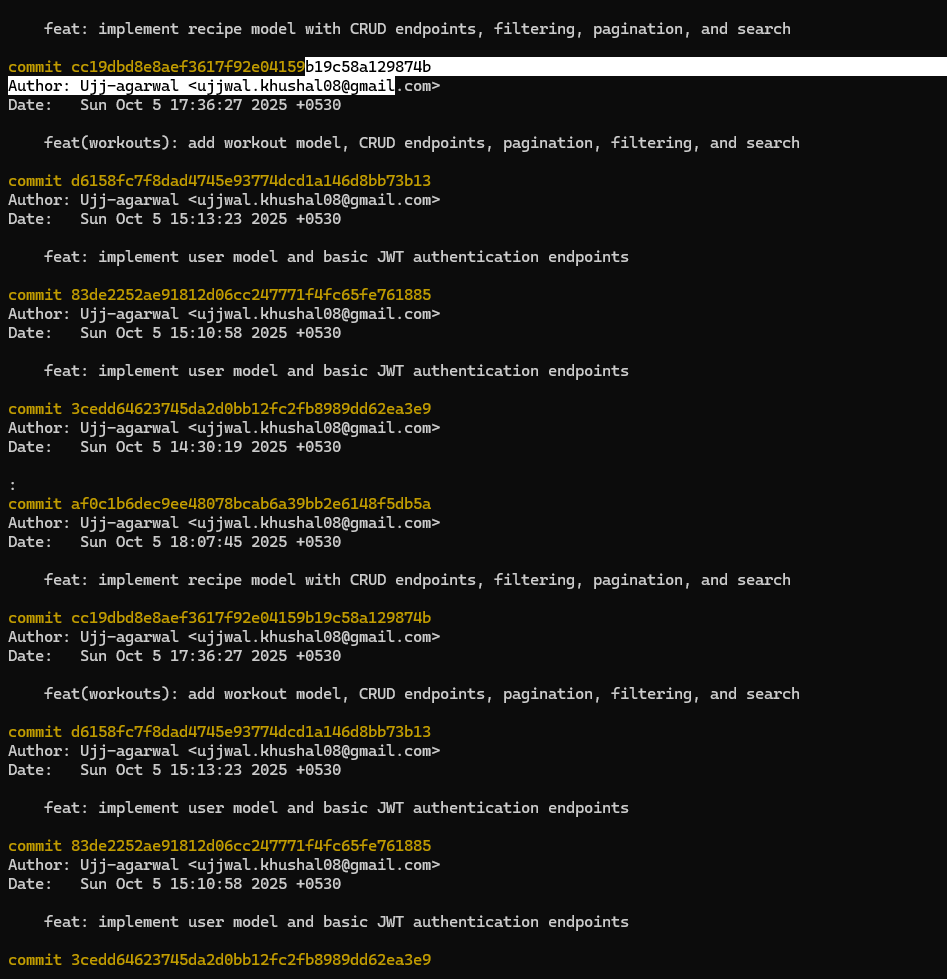 feat: implement recipe model with CRUD endpoints, filtering, pagination, and search
commit cc19dbd8e8aef3617f92e04159b19c58a129874b
Author: Ujj-agarwal <ujjwal.khushal08@gmail.com>
Date:   Sun Oct 5 17:36:27 2025 +0530
feat(workouts): add workout model, CRUD endpoints, pagination, filtering, and search
commit d6158fc7f8dad4745e93774dcd1a146d8bb73b13
Author: Ujj-agarwal <ujjwal.khushal08@gmail.com>
Date:   Sun Oct 5 15:13:23 2025 +0530
feat: implement user model and basic JWT authentication endpoints
commit 83de2252ae91812d06cc247771f4fc65fe761885
Author: Ujj-agarwal <ujjwal.khushal08@gmail.com>
Date:   Sun Oct 5 15:10:58 2025 +0530
feat: implement user model and basic JWT authentication endpoints
commit 3cedd64623745da2d0bb12fc2fb8989dd62ea3e9
Author: Ujj-agarwal <ujjwal.khushal08@gmail.com>
Date:   Sun Oct 5 14:30:19 2025 +0530
:
commit af0c1b6dec9ee48078bcab6a39bb2e6148f5db5a
Author: Ujj-agarwal <ujjwal.khushal08@gmail.com>
Date:   Sun Oct 5 18:07:45 2025 +0530
feat: implement recipe model with CRUD endpoints, filtering, pagination, and search
commit cc19dbd8e8aef3617f92e04159b19c58a129874b
Author: Ujj-agarwal <ujjwal.khushal08@gmail.com>
Date:   Sun Oct 5 17:36:27 2025 +0530
feat(workouts): add workout model, CRUD endpoints, pagination, filtering, and search
commit d6158fc7f8dad4745e93774dcd1a146d8bb73b13
Author: Ujj-agarwal <ujjwal.khushal08@gmail.com>
Date:   Sun Oct 5 15:13:23 2025 +0530
feat: implement user model and basic JWT authentication endpoints
commit 83de2252ae91812d06cc247771f4fc65fe761885
Author: Ujj-agarwal <ujjwal.khushal08@gmail.com>
Date:   Sun Oct 5 15:10:58 2025 +0530
feat: implement user model and basic JWT authentication endpoints
commit 3cedd64623745da2d0bb12fc2fb8989dd62ea3e9